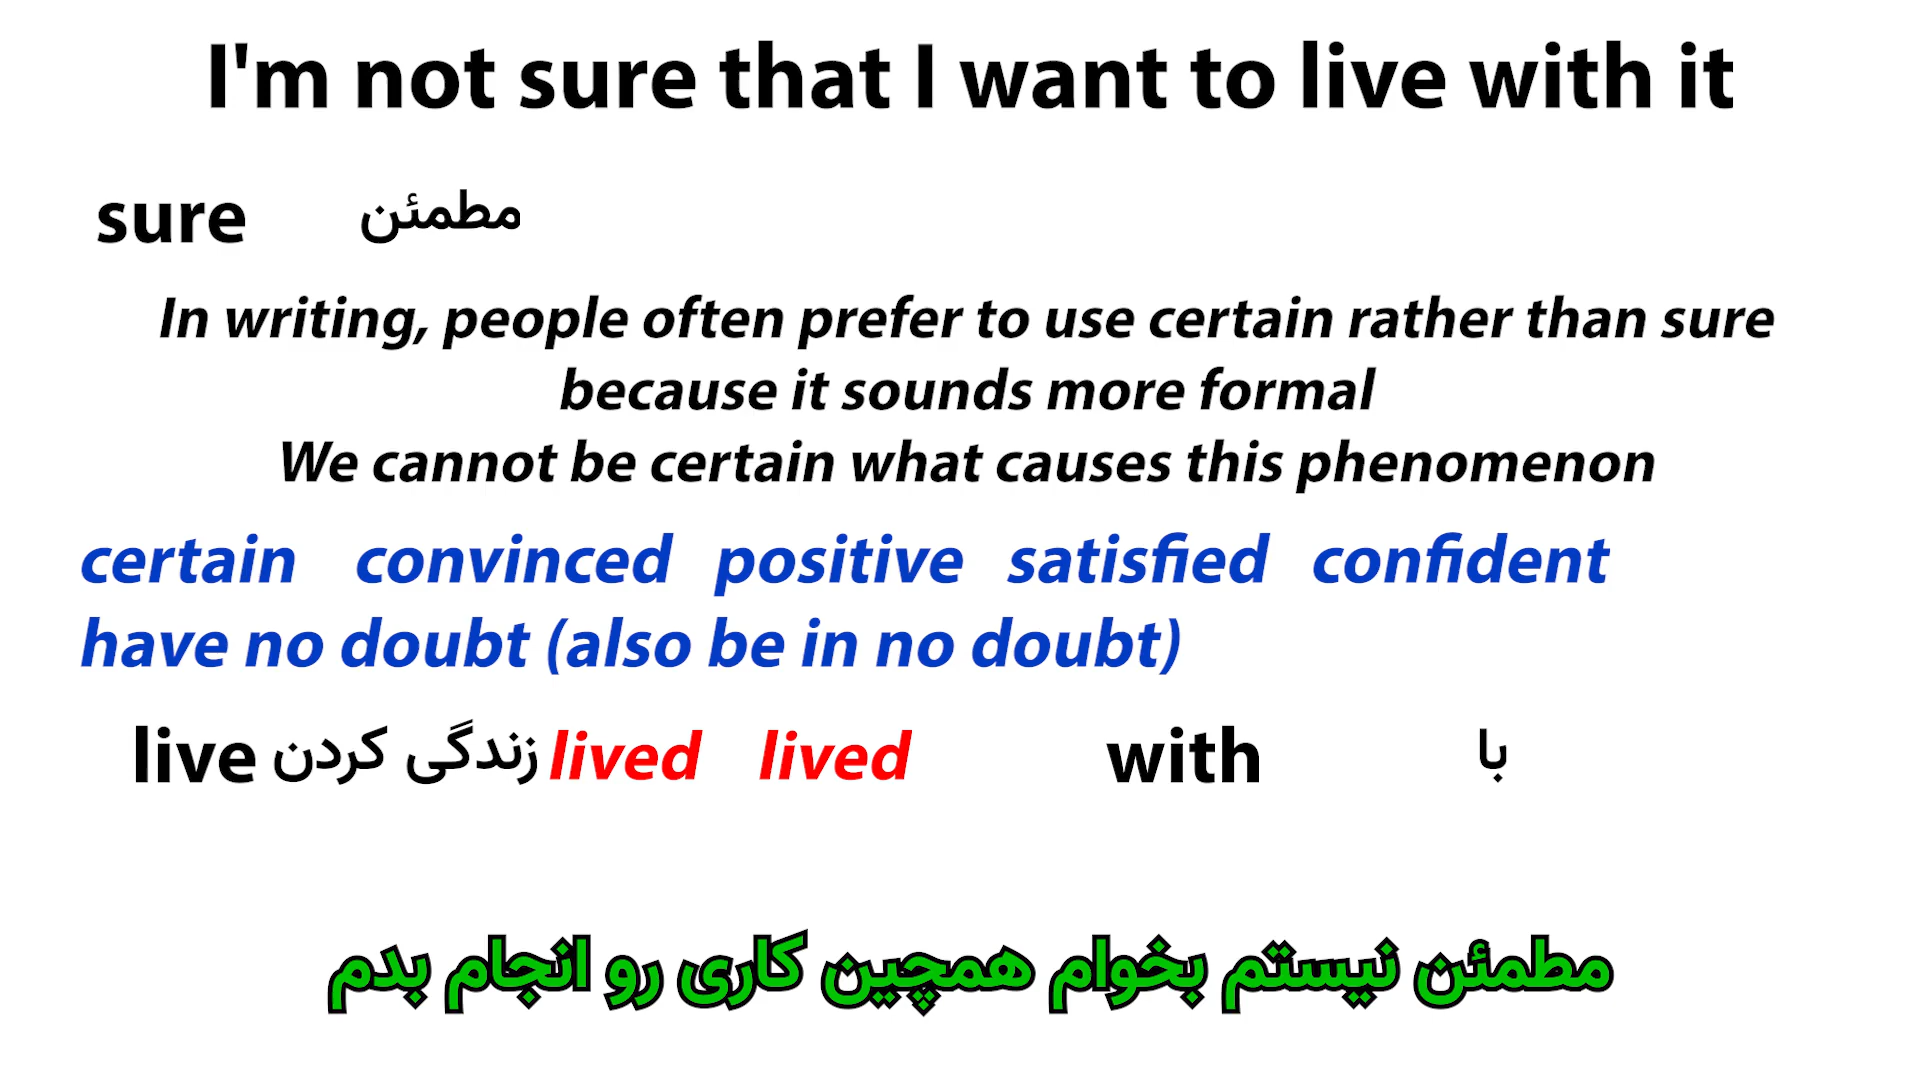 I'm not sure that I want to live with it
sure مطمئن
In writing, people often prefer to use certain rather than sure
because it sounds more formal
We cannot be certain what causes this phenomenon
certain convinced positive satisfied confident
have no doubt (also be in no doubt)
live زندگی کردن lived lived with با
مطمئن نیستم بخوام همچین کاری رو انجام بدم